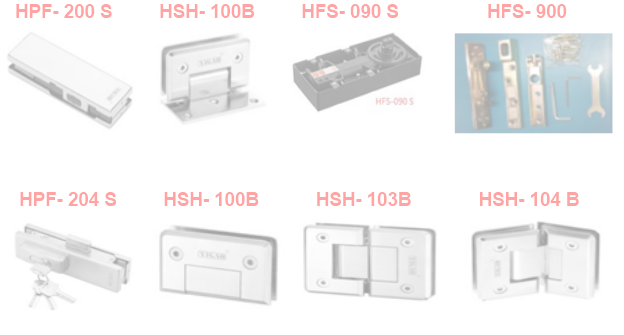 HPF- 200 S
HSH- 100B
HFS- 090 S
HFS- 900
HFS-090 S
HPF- 204 S
HSH- 100B
HSH- 103B
HSH- 104 B